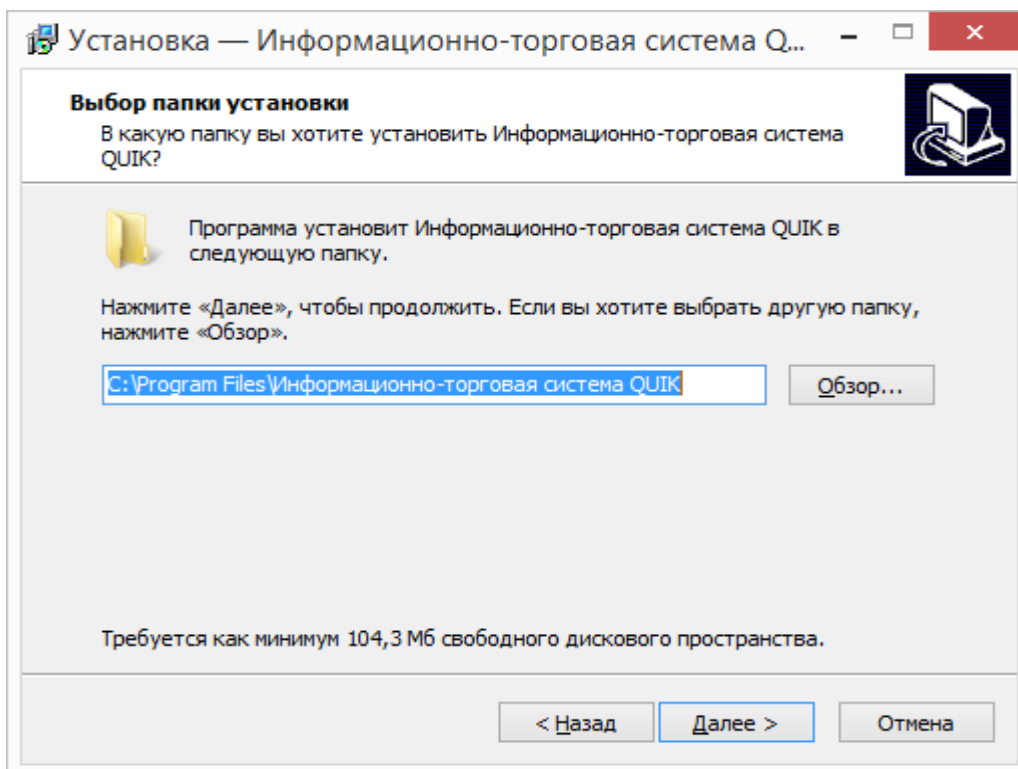 Установка — Информационно-торговая система Q...
Выбор папки установки
В какую папку вы хотите установить Информационно-торговая система
QUIK?
Программа установит Информационно-торговая система QUIK в
следующую папку.
Нажмите «Далее», чтобы продолжить. Если вы хотите выбрать другую папку,
нажмите «Обзор».
C:\Program Files\Информационно-торговая система QUIK
Обзор...
Требуется как минимум 104,3 Мб свободного дискового пространства.
< Назад
Далее >
Отмена